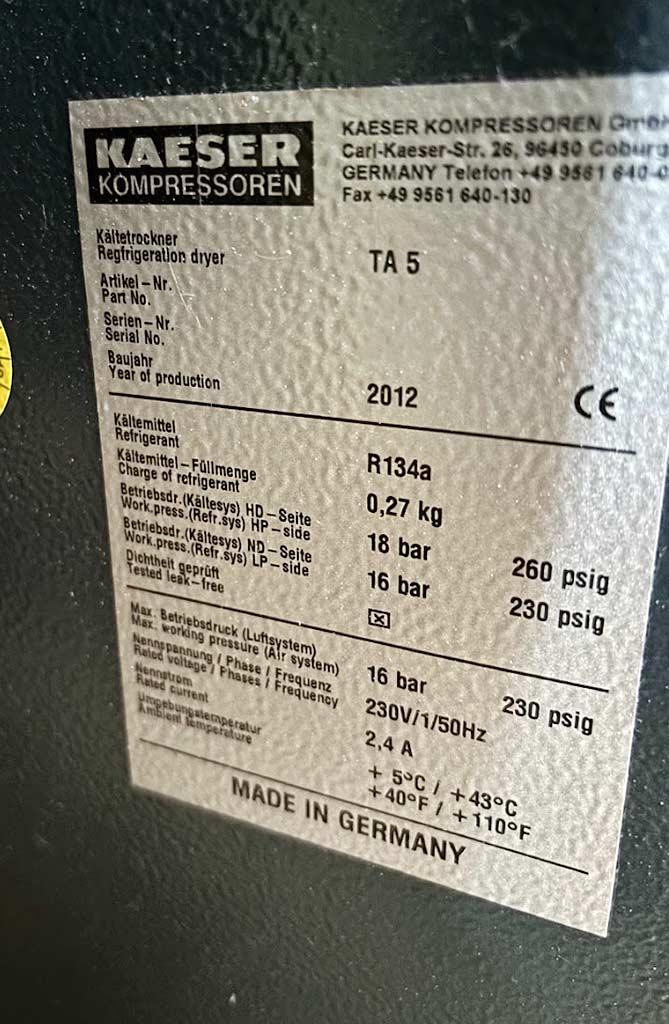 KAESER
KOMPRESSOREN
KAESER KOMPRESSOREN GmbH
Carl-Kaeser-Str. 26, 96450 Coburg
GERMANY Telefon +49 9561 640-0
Fax +49 9561 640-130
Kältetrockner
Regfrigeration dryer TA 5
Artikel-Nr.
Part No.
Serien-Nr.
Serial No.
Baujahr
Year of production 2012 CE
Kältemittel
Refrigerant R134a
Kältemittel-Füllmenge
Charge of refrigerant 0,27 kg
Betriebsdr.(Kältesys) HD-Seite
Work.press.(Refr.sys) HP-side 18 bar 260 psig
Betriebsdr.(Kältesys) ND-Seite
Work.press.(Refr.sys) LP-side 16 bar 230 psig
Dichtheit geprüft
Tested leak-free ☒
Max. Betriebsdruck (Luftsystem)
Max. working pressure (Air system) 16 bar 230 psig
Nennspannung / Phase / Frequenz
Rated voltage / Phases / Frequency 230V/1/50Hz
Nennstrom
Rated current 2,4 A
Umgebungstemperatur
Ambient temperature + 5°C / +43°C
+40°F / +110°F
MADE IN GERMANY